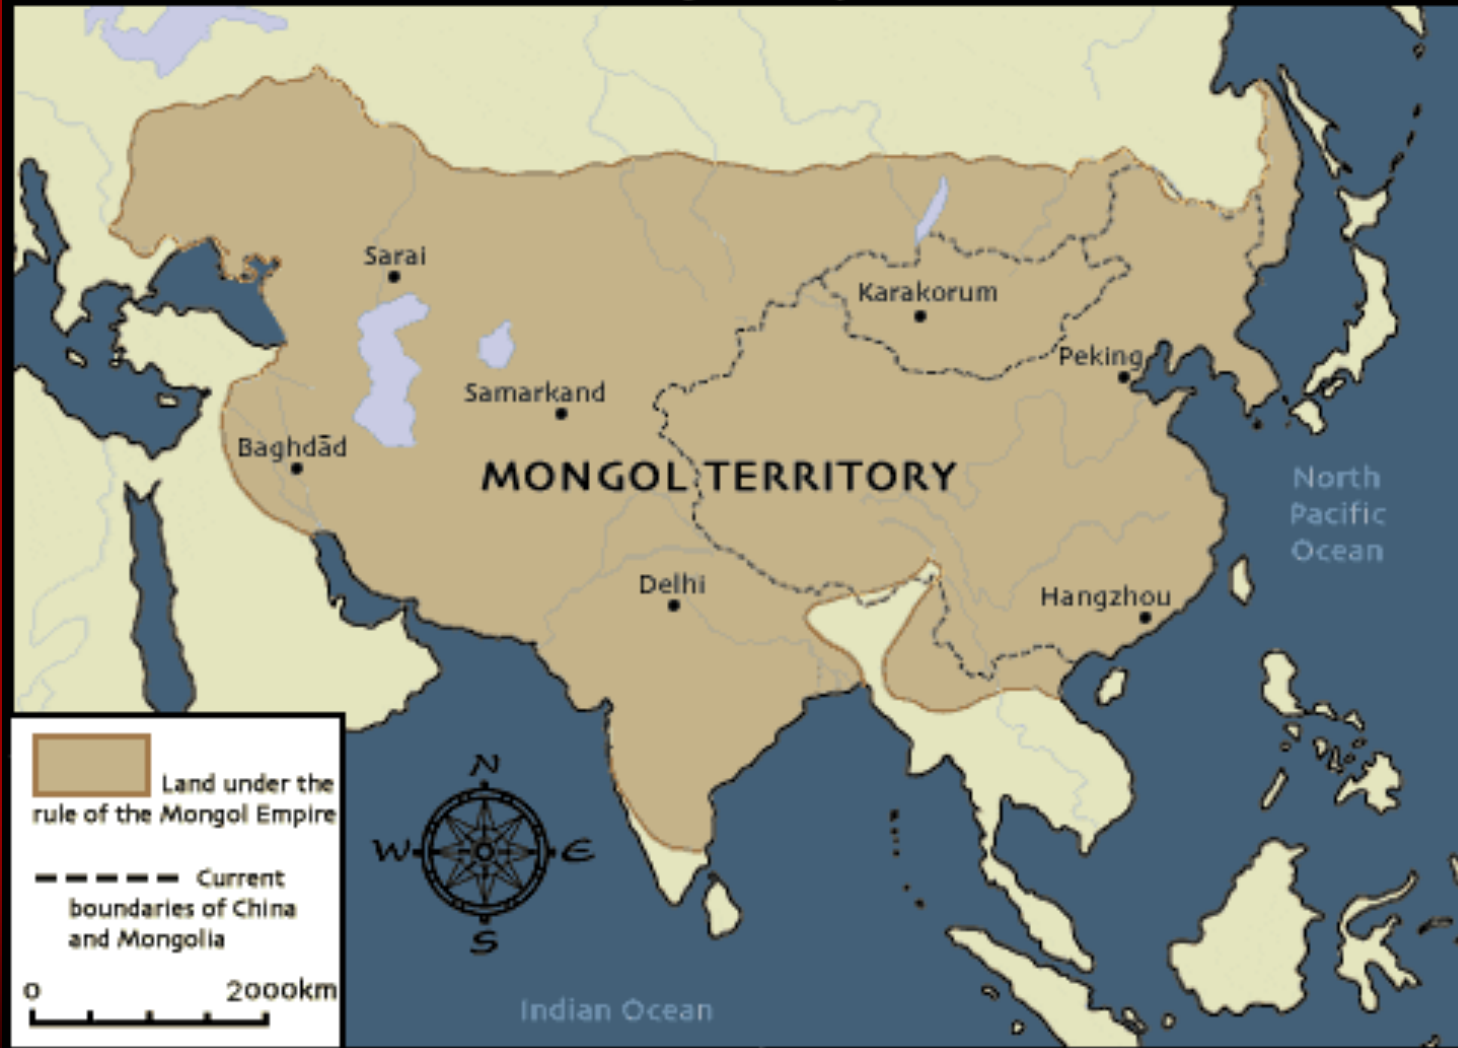 Sarai
Karakorum
Peking
Samarkand
Baghdād
MONGOL TERRITORY
North
Pacific
Ocean
Delhi
Hangzhou
Land under the
rule of the Mongol Empire
Current
boundaries of China
and Mongolia
0 2000km
N
W E
S
Indian Ocean